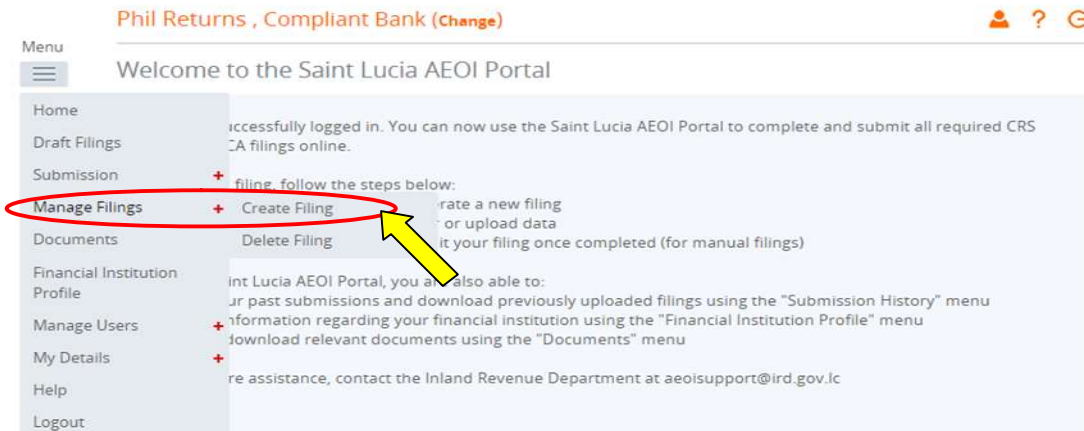 Phil Returns , Compliant Bank (Change)
?
Menu
Welcome to the Saint Lucia AEOI Portal
Home
Draft Filings
Submission +
Manage Filings + Create Filing
Delete Filing
Documents
Financial Institution
Profile
Manage Users +
My Details +
Help
Logout
uccessfully logged in. You can now use the Saint Lucia AEOI Portal to complete and submit all required CRS
CA filings online.
filing, follow the steps below:
rate a new filing
or upload data
it your filing once completed (for manual filings)
int Lucia AEOI Portal, you also able to:
ur past submissions and download previously uploaded filings using the "Submission History" menu
nformation regarding your financial institution using the "Financial Institution Profile" menu
download relevant documents using the "Documents" menu
re assistance, contact the Inland Revenue Department at aeoisupport@ird.gov.lc